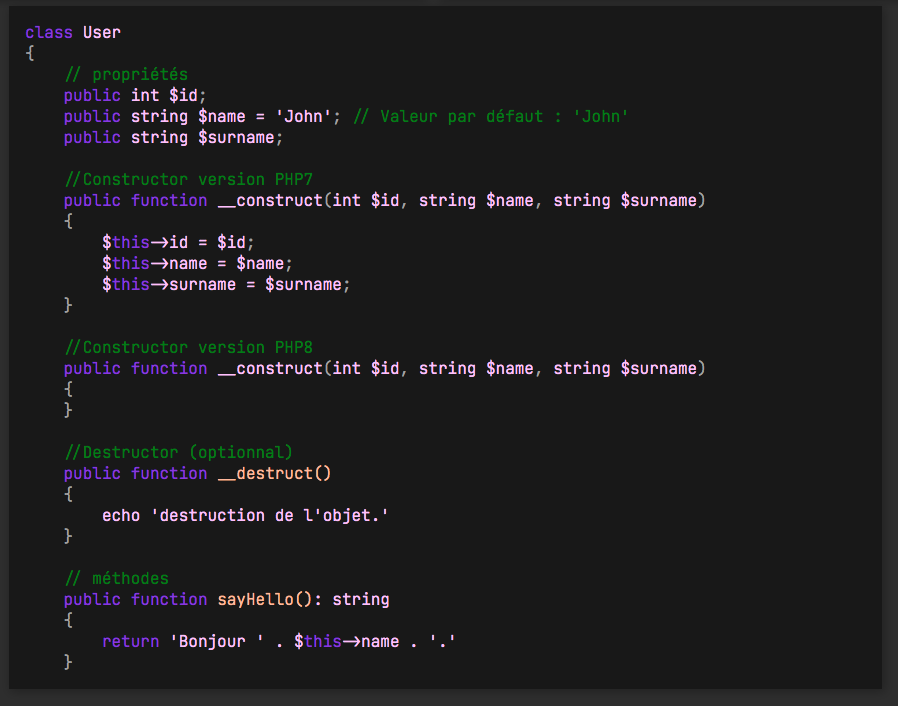 class User
{
    // propriétés
    public int $id;
    public string $name = 'John'; // Valeur par défaut : 'John'
    public string $surname;

    //Constructor version PHP7
    public function __construct(int $id, string $name, string $surname)
    {
        $this->id = $id;
        $this->name = $name;
        $this->surname = $surname;
    }

    //Constructor version PHP8
    public function __construct(int $id, string $name, string $surname)
    {
    }

    //Destructor (optionnal)
    public function __destruct()
    {
        echo 'destruction de l'objet.'
    }

    // méthodes
    public function sayHello(): string
    {
        return 'Bonjour ' . $this->name . '.'
    }